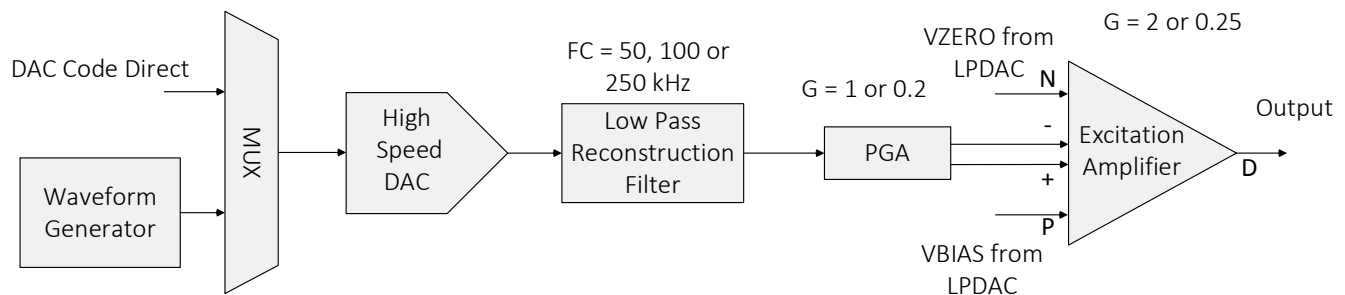 DAC Code Direct
Waveform
Generator
MUX
High
Speed
DAC
FC = 50, 100 or
250 kHz
Low Pass
Reconstruction
Filter
G = 1 or 0.2
PGA
VZERO from
LPDAC
N
-
+
P
VBIAS from
LPDAC
G = 2 or 0.25
Excitation
Amplifier
Output
D